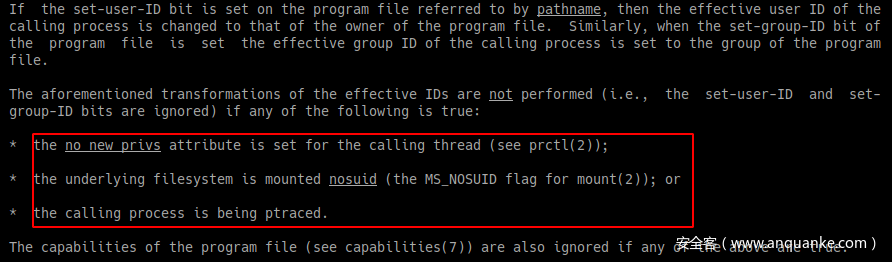 If the set-user-ID bit is set on the program file referred to by pathname, then the effective user ID of the
calling process is changed to that of the owner of the program file. Similarly, when the set-group-ID bit of
the program file is set the effective group ID of the calling process is set to the group of the program
file.
The aforementioned transformations of the effective IDs are not performed (i.e., the set-user-ID and set-
group-ID bits are ignored) if any of the following is true:
* the no_new_privs attribute is set for the calling thread (see prctl(2));
* the underlying filesystem is mounted nosuid (the MS_NOSUID flag for mount(2)); or
* the calling process is being ptraced.
The capabilities of the program file (see capabilities(7)) are also ignored if any of the above are true.
安全客（www.anquanke.com）